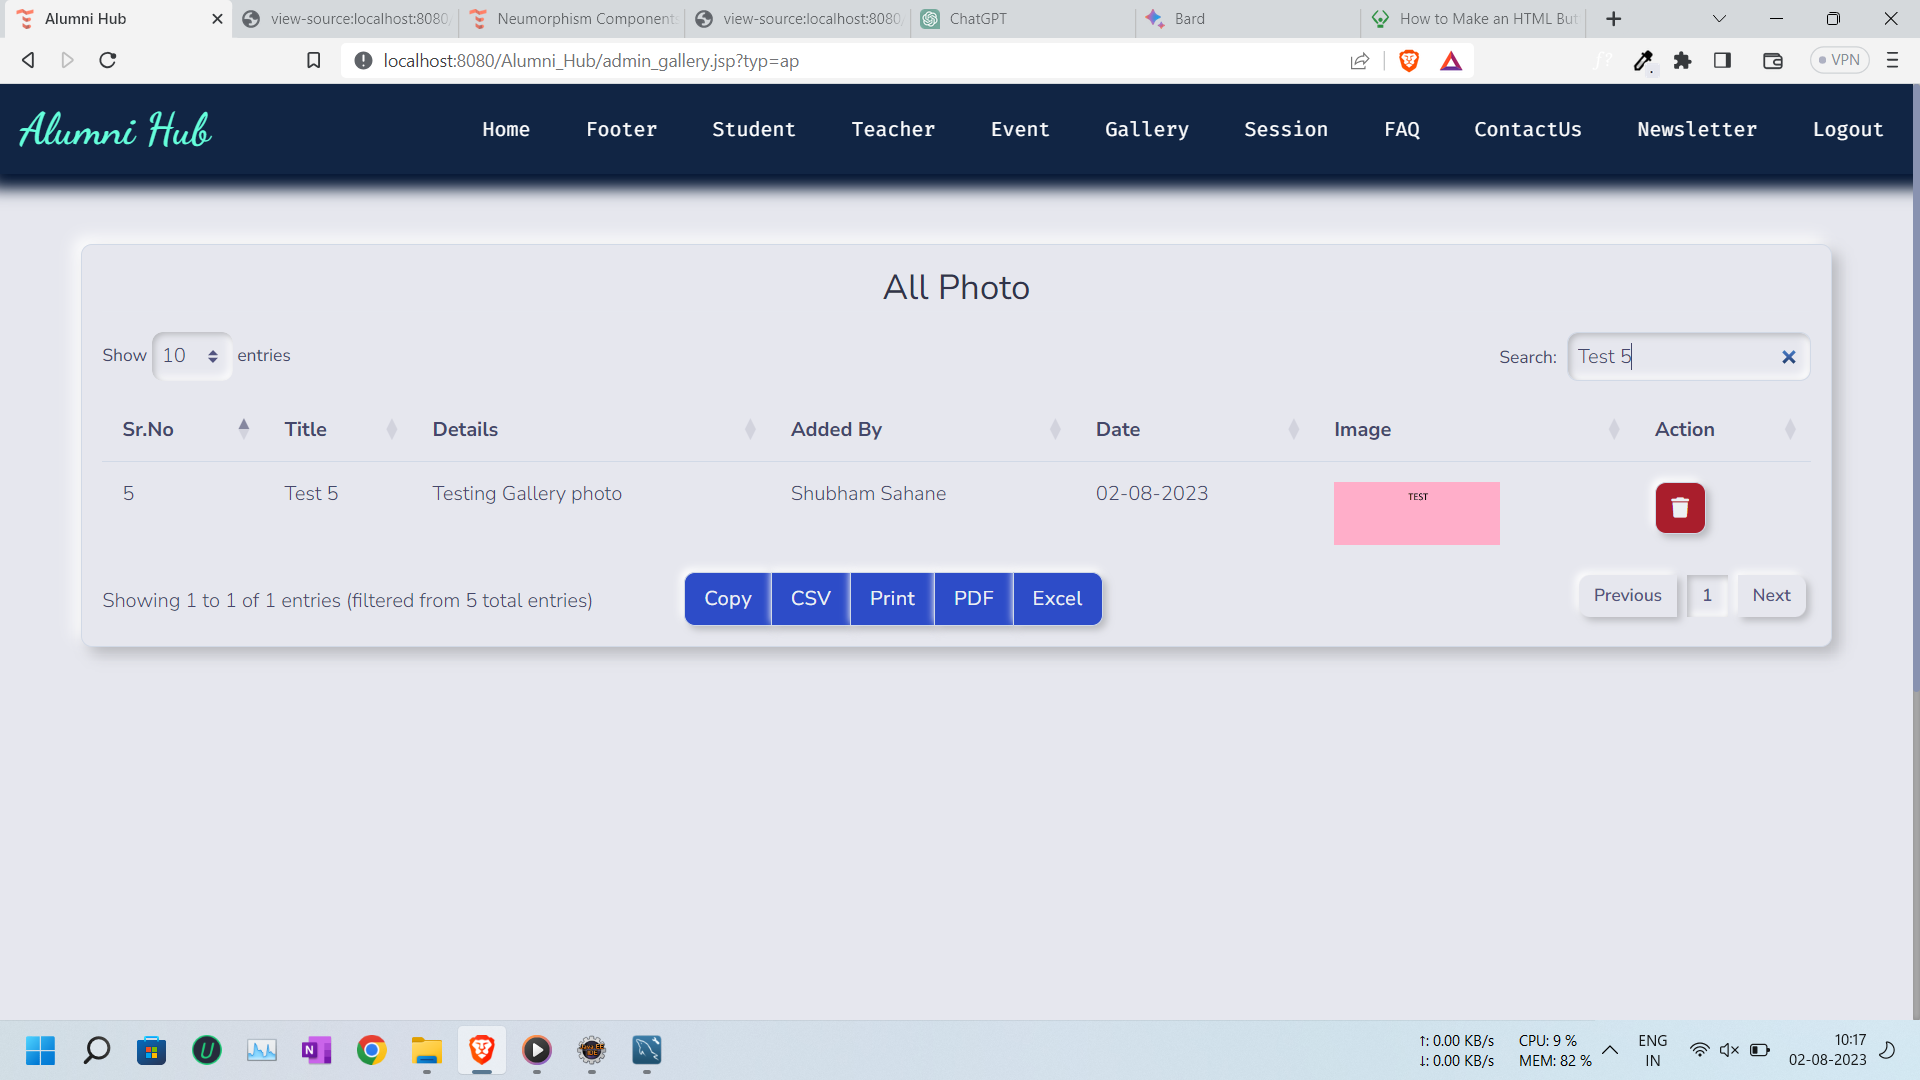 Alumni Hub
view-source:localhost:8080/
Neumorphism Component
view-source:localhost:8080/
ChatGPT
Bard
How to Make an HTML But
localhost:8080/Alumni_Hub/admin_gallery.jsp?typ=ap
VPN
Alumni Hub
Home Footer Student Teacher Event Gallery Session FAQ ContactUs Newsletter Logout
All Photo
Show 10 entries
Search: Test 5
Sr.No Title Details Added By Date Image Action
5 Test 5 Testing Gallery photo Shubham Sahane 02-08-2023
TEST
Showing 1 to 1 of 1 entries (filtered from 5 total entries)
Copy CSV Print PDF Excel
Previous 1 Next
↑: 0.00 KB/s CPU: 9 %
↓: 0.00 KB/s MEM: 82 %
ENG
IN
10:17
02-08-2023